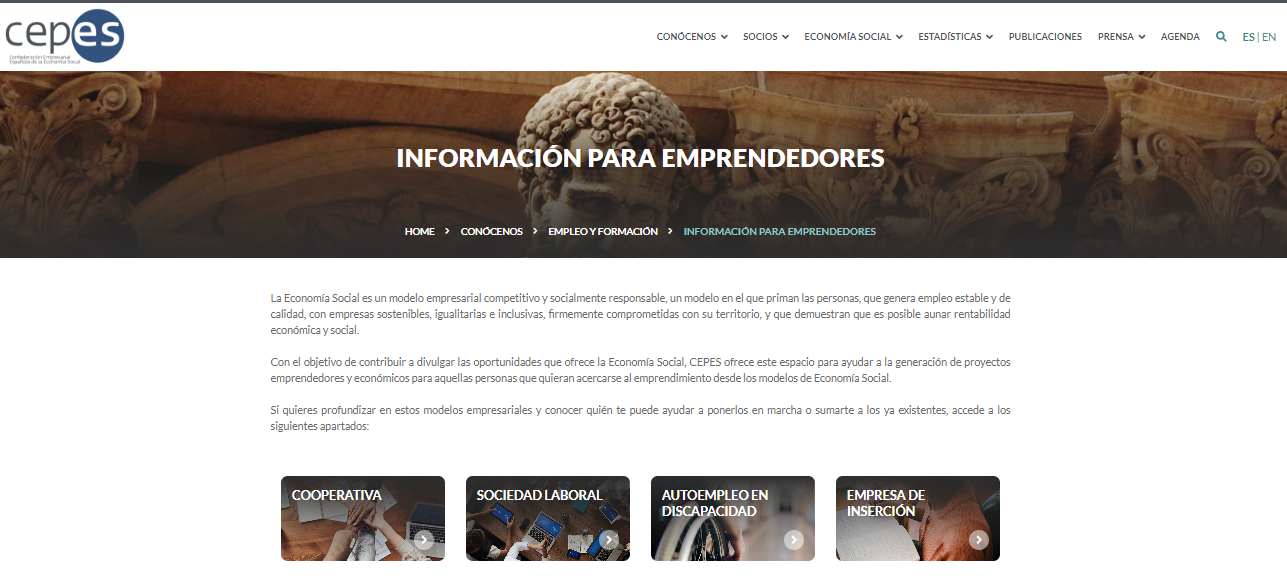 cepes
Confederación Empresarial
Española de la Economía Social
CONÓCENOS
SOCIOS
ECONOMÍA SOCIAL
ESTADÍSTICAS
PUBLICACIONES
PRENSA
AGENDA
ES | EN
INFORMACIÓN PARA EMPRENDEDORES
HOME > CONÓCENOS > EMPLEO Y FORMACIÓN > INFORMACIÓN PARA EMPRENDEDORES
La Economía Social es un modelo empresarial competitivo y socialmente responsable, un modelo en el que priman las personas, que genera empleo estable y de
calidad, con empresas sostenibles, igualitarias e inclusivas, firmemente comprometidas con su territorio, y que demuestran que es posible aunar rentabilidad
económica y social.
Con el objetivo de contribuir a divulgar las oportunidades que ofrece la Economía Social, CEPES ofrece este espacio para ayudar a la generación de proyectos
emprendedores y económicos para aquellas personas que quieran acercarse al emprendimiento desde los modelos de Economía Social.
Si quieres profundizar en estos modelos empresariales y conocer quién te puede ayudar a ponerlos en marcha o sumarte a los ya existentes, accede a los
siguientes apartados:
COOPERATIVA
SOCIEDAD LABORAL
AUTOEMPLEO EN
DISCAPACIDAD
EMPRESA DE
INSERCIÓN